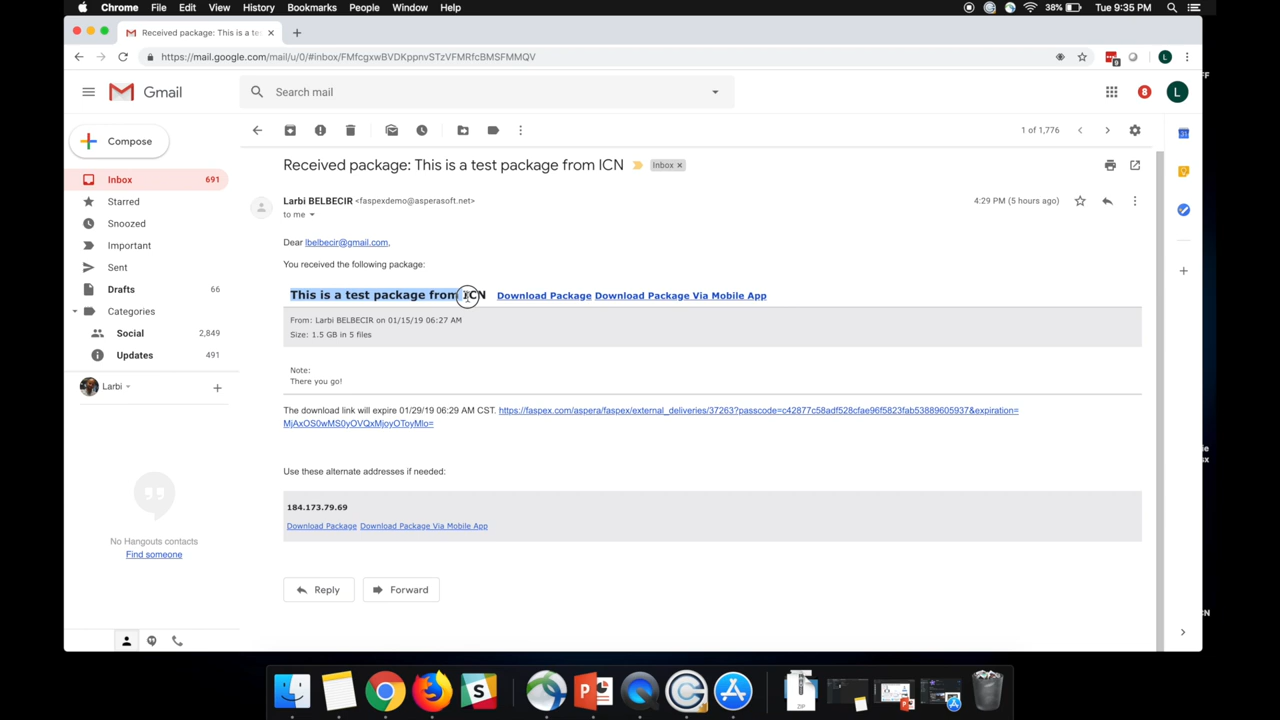 Chrome File Edit View History Bookmarks People Window Help 38% Tue 9:35 PM
Received package: This is a te
https://mail.google.com/mail/u/0/#inbox/FMfcgxwBVDKppnvSTzVFMRfcBMSFMMQV L
Gmail Search mail 8 L
Compose 1 of 1,776
Received package: This is a test package from ICN Inbox ×
Inbox 691
Starred
Snoozed
Important
Sent
Drafts 66
Categories
Social 2,849
Updates 491
Larbi
No Hangouts contacts
Find someone
Larbi BELBECIR <faspexdemo@asperasoft.net> 4:29 PM (5 hours ago)
to me
Dear lbelbecir@gmail.com,
You received the following package:
This is a test package from ICN Download Package Download Package Via Mobile App
From: Larbi BELBECIR on 01/15/19 06:27 AM
Size: 1.5 GB in 5 files
Note:
There you go!
The download link will expire 01/29/19 06:29 AM CST. https://faspex.com/aspera/faspex/external_deliveries/37263?passcode=c42877c58adf528cfae96f5823fab53889605937&expiration=
MjAxOS0wMS0yOVQxMjoyOToyMlo=
Use these alternate addresses if needed:
184.173.79.69
Download Package Download Package Via Mobile App
Reply Forward
ZIP